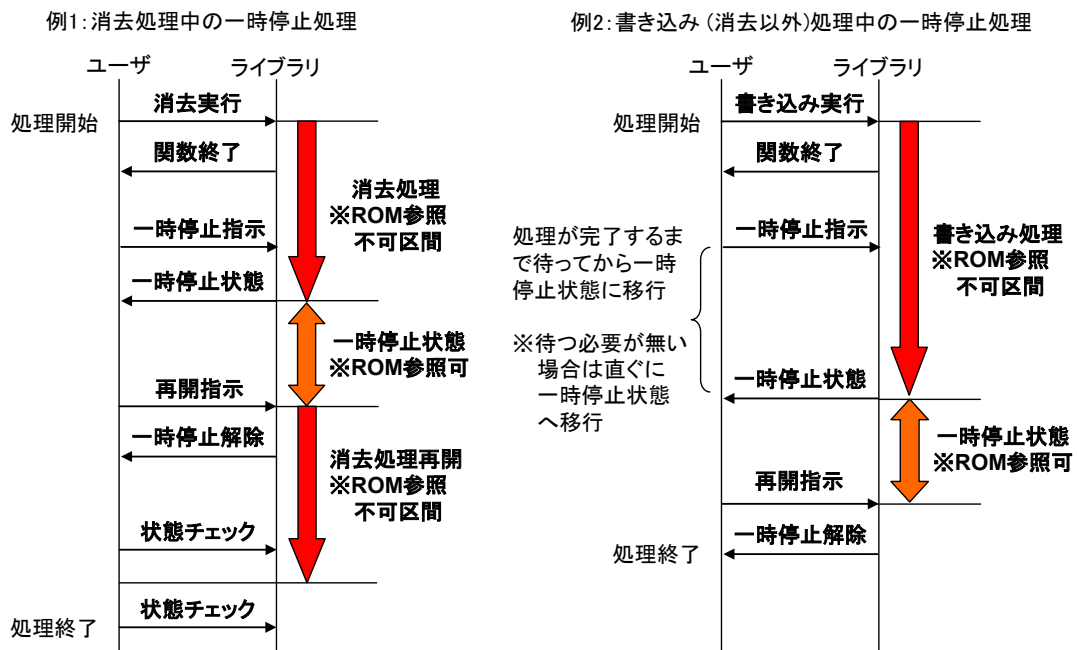 例1:消去処理中の一時停止処理
ユーザ
ライブラリ
処理開始
消去実行
関数終了
消去処理
※ROM参照
不可区間
一時停止指示
一時停止状態
一時停止状態
※ROM参照可
再開指示
一時停止解除
消去処理再開
※ROM参照
不可区間
状態チェック
状態チェック
処理終了
例2:書き込み (消去以外)処理中の一時停止処理
ユーザ
ライブラリ
処理開始
書き込み実行
関数終了
一時停止指示
書き込み処理
※ROM参照
不可区間
処理が完了するま
で待ってから一時
停止状態に移行
※待つ必要が無い
場合は直ぐに
一時停止状態
へ移行
一時停止状態
一時停止状態
※ROM参照可
再開指示
一時停止解除
処理終了